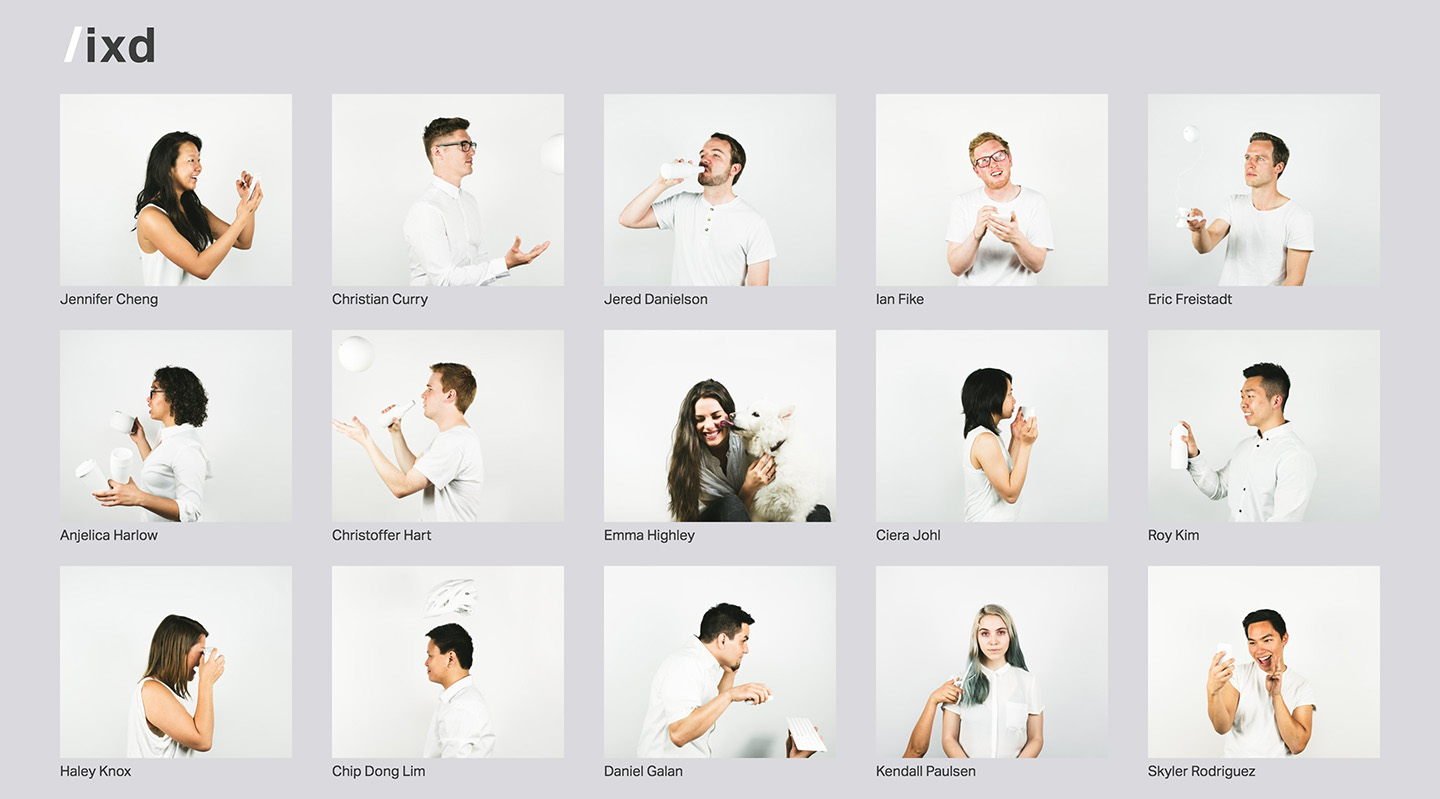 /ixd
Jennifer Cheng
Christian Curry
Jered Danielson
Ian Fike
Eric Freistadt
Anjelica Harlow
Christoffer Hart
Emma Highley
Ciera Johl
Roy Kim
Haley Knox
Chip Dong Lim
Daniel Galan
Kendall Paulsen
Skyler Rodriguez